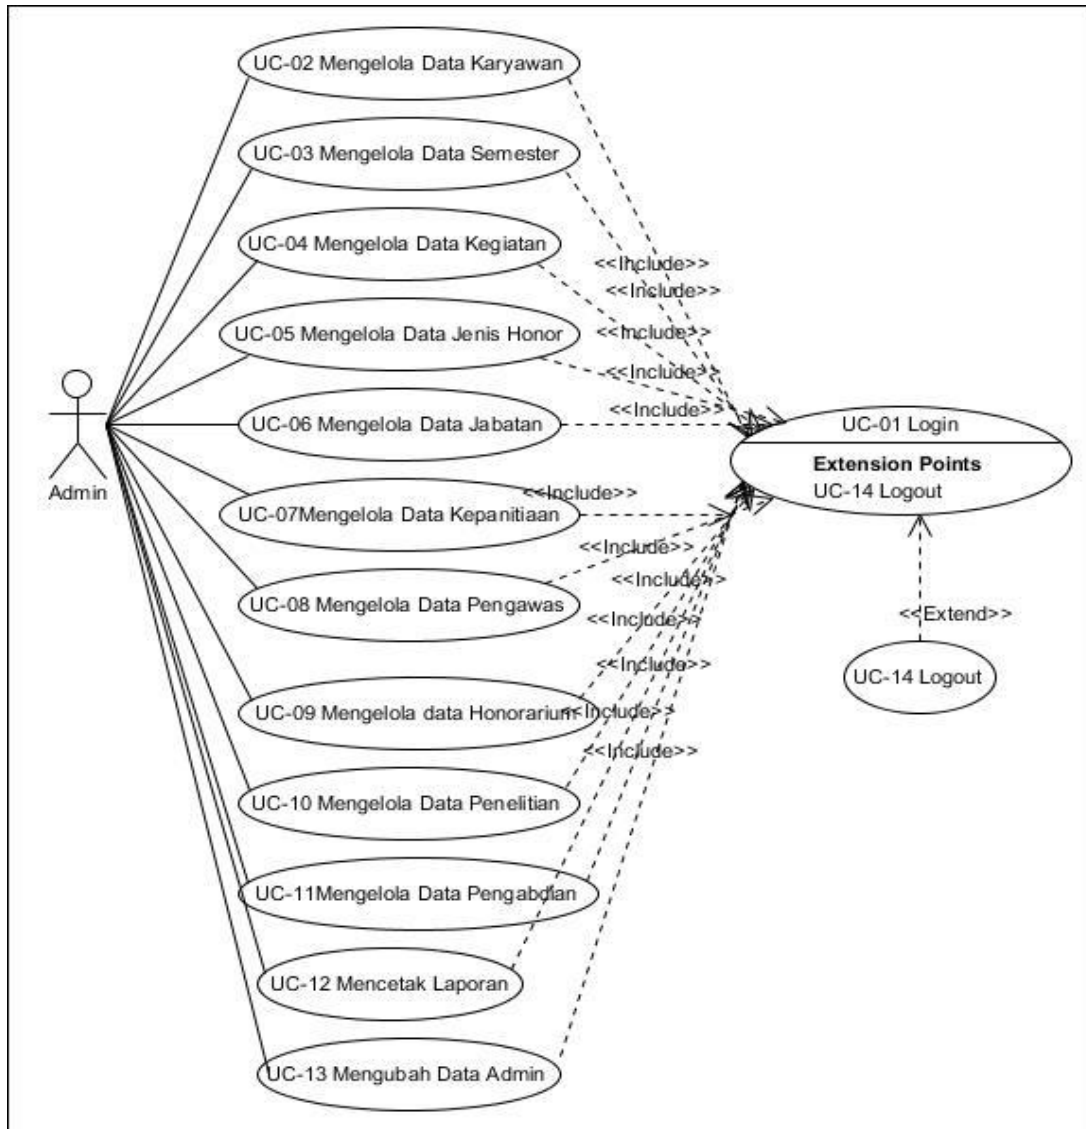 UC-02 Mengelola Data Karyawan
UC-03 Mengelola Data Semester
UC-04 Mengelola Data Kegiatan
<<Include>>
<<Include>>
UC-05 Mengelola Data Jenis Honor
<<Include>>
<<Include>>
UC-06 Mengelola Data Jabatan
<<Include>>
UC-01 Login
Extension Points
UC-14 Logout
Admin
UC-07Mengelola Data Kepanitiaan
<<Include>>
<<Include>>
UC-08 Mengelola Data Pengawas
<<Include>>
<<Include>>
<<Extend>>
<<Include>>
UC-14 Logout
UC-09 Mengelola data Honorarium
<<Include>>
<<Include>>
UC-10 Mengelola Data Penelitian
UC-11Mengelola Data Pengabdian
UC-12 Mencetak Laporan
UC-13 Mengubah Data Admin